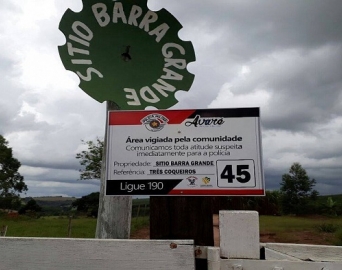 SITIO BARRA GRANDE
Avaré
Área vigiada pela comunidade
Comunicamos toda atitude suspeita
imediatamente para a polícia
Propriedade: SITIO BARRA GRANDE
Referência: TRÊS COQUEIROS
Ligue 190
45